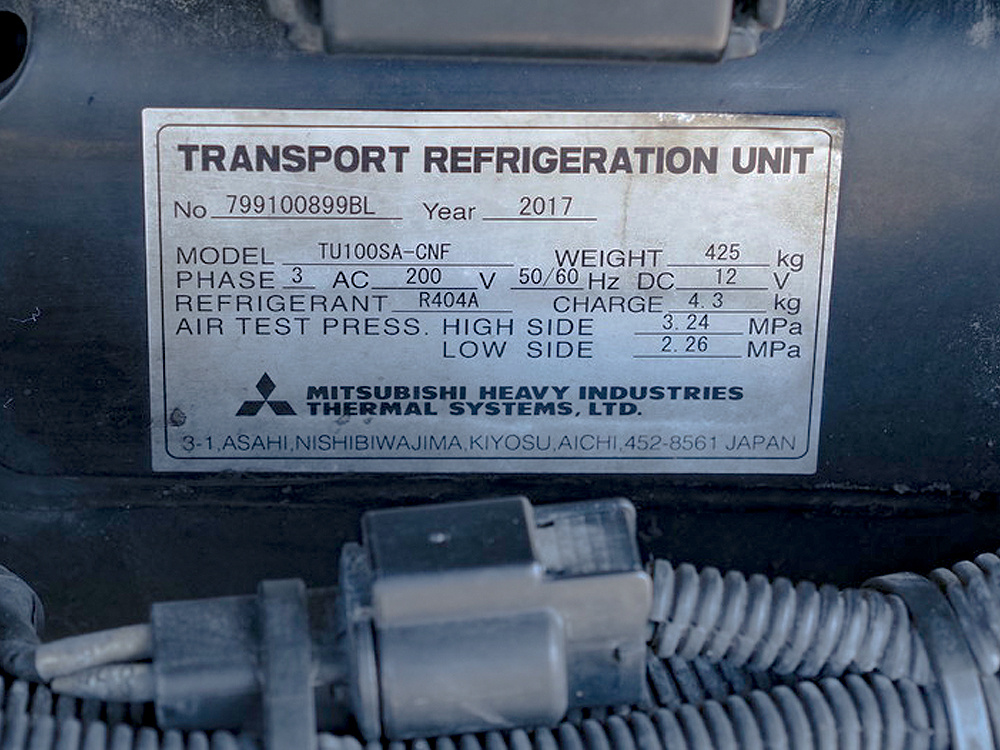 TRANSPORT REFRIGERATION UNIT
No 799100899BL Year 2017
MODEL TU100SA-CNF WEIGHT 425 kg
PHASE 3 AC 200 V 50/60 Hz DC 12 V
REFRIGERANT R404A CHARGE 4.3 kg
AIR TEST PRESS. HIGH SIDE 3.24 MPa
LOW SIDE 2.26 MPa
MITSUBISHI HEAVY INDUSTRIES
THERMAL SYSTEMS, LTD.
3-1,ASAHI,NISHIBIWAJIMA,KIYOSU,AICHI,452-8561 JAPAN